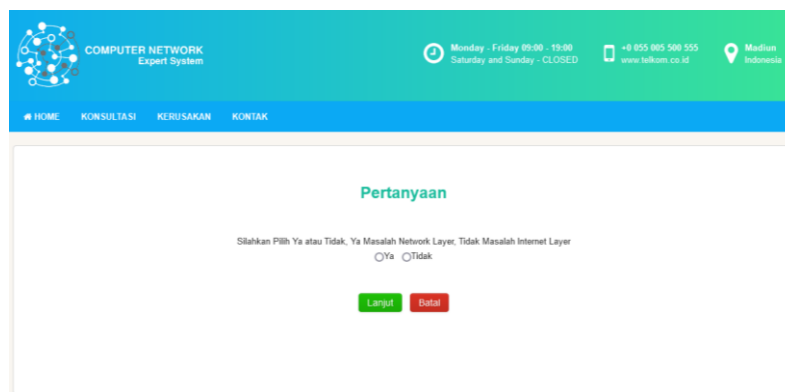 COMPUTER NETWORK
Expert System
Monday - Friday 09:00 - 19:00
Saturday and Sunday - CLOSED
+0 055 005 500 555
www.telkom.co.id
Madiun
Indonesia
HOME KONSULTASI KERUSAKAN KONTAK
Pertanyaan
Silahkan Pilih Ya atau Tidak, Ya Masalah Network Layer, Tidak Masalah Internet Layer
Ya Tidak
Lanjut Batal